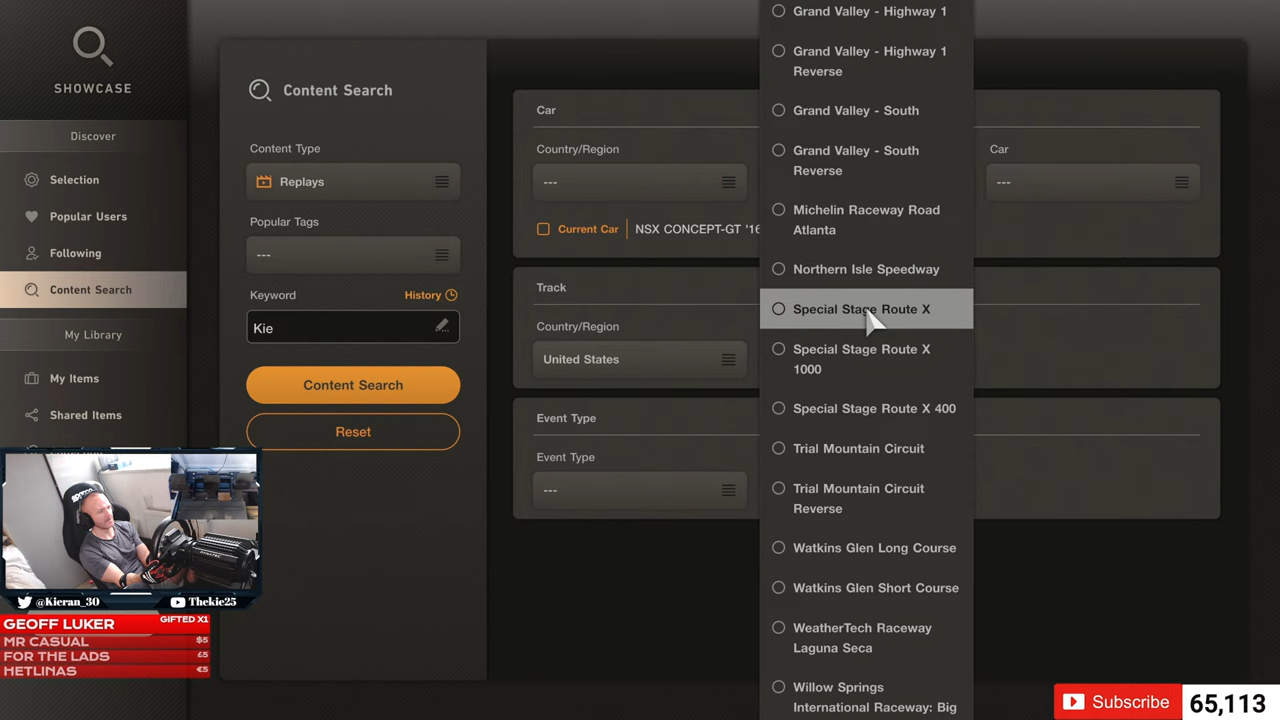 SHOWCASE
Discover
Selection
Popular Users
Following
Content Search
My Library
My Items
Shared Items
Content Search
Content Type
Replays
Popular Tags
---
Keyword
History
Kie
Content Search
Reset
Car
Country/Region
---
Current Car
NSX CONCEPT-GT '16
Car
---
Track
Country/Region
United States
Event Type
Event Type
---
Grand Valley - Highway 1
Grand Valley - Highway 1
Reverse
Grand Valley - South
Grand Valley - South
Reverse
Michelin Raceway Road
Atlanta
Northern Isle Speedway
Special Stage Route X
Special Stage Route X
1000
Special Stage Route X 400
Trial Mountain Circuit
Trial Mountain Circuit
Reverse
Watkins Glen Long Course
Watkins Glen Short Course
WeatherTech Raceway
Laguna Seca
Willow Springs
International Raceway: Big
@Kieran_30
Thekie25
GEOFF LUKER GIFTED X1
MR CASUAL $5
FOR THE LADS £5
HETLINAS €5
Subscribe
65,113